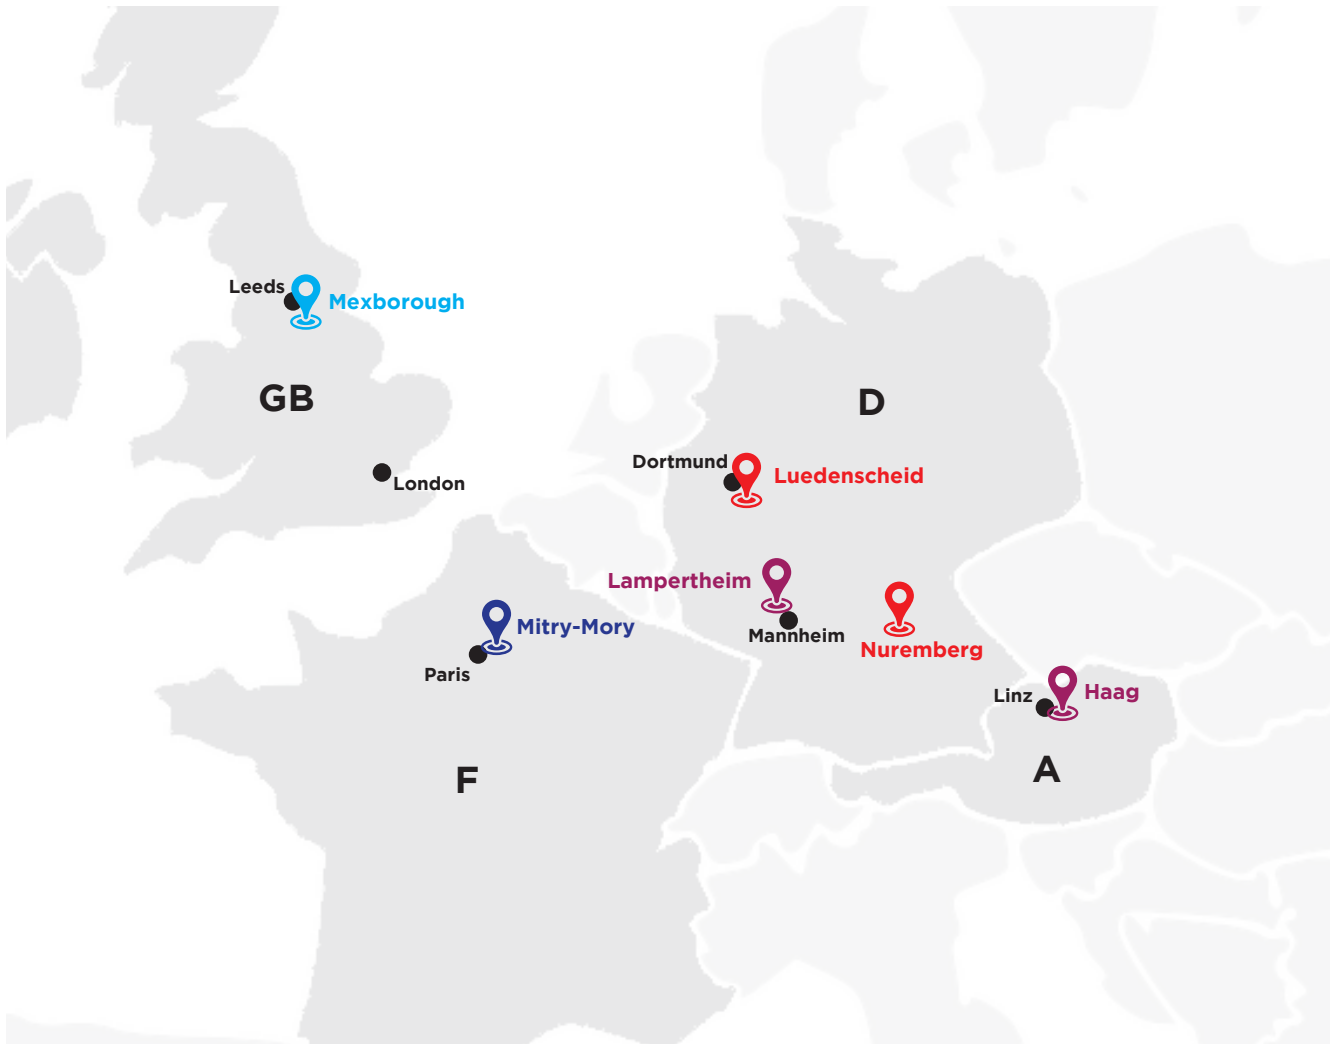 Leeds
Mexborough
GB
D
London
Dortmund
Luedenscheid
Lampertheim
Mannheim
Nuremberg
Mitry-Mory
Paris
Linz
Haag
F
A